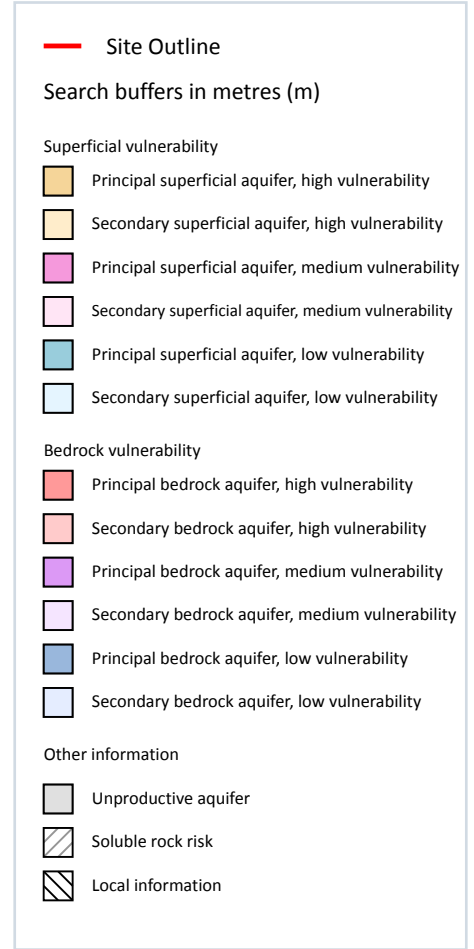 Site Outline
Search buffers in metres (m)
Superficial vulnerability
Principal superficial aquifer, high vulnerability
Secondary superficial aquifer, high vulnerability
Principal superficial aquifer, medium vulnerability
Secondary superficial aquifer, medium vulnerability
Principal superficial aquifer, low vulnerability
Secondary superficial aquifer, low vulnerability
Bedrock vulnerability
Principal bedrock aquifer, high vulnerability
Secondary bedrock aquifer, high vulnerability
Principal bedrock aquifer, medium vulnerability
Secondary bedrock aquifer, medium vulnerability
Principal bedrock aquifer, low vulnerability
Secondary bedrock aquifer, low vulnerability
Other information
Unproductive aquifer
Soluble rock risk
Local information